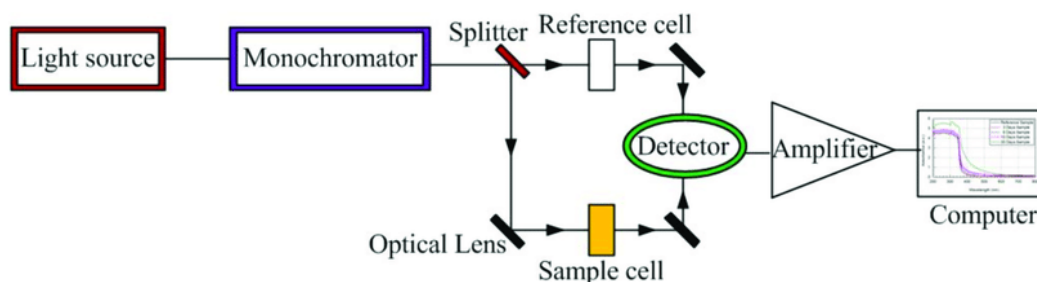 Light source
Monochromator
Splitter
Reference cell
Detector
Amplifier
Computer
Optical Lens
Sample cell